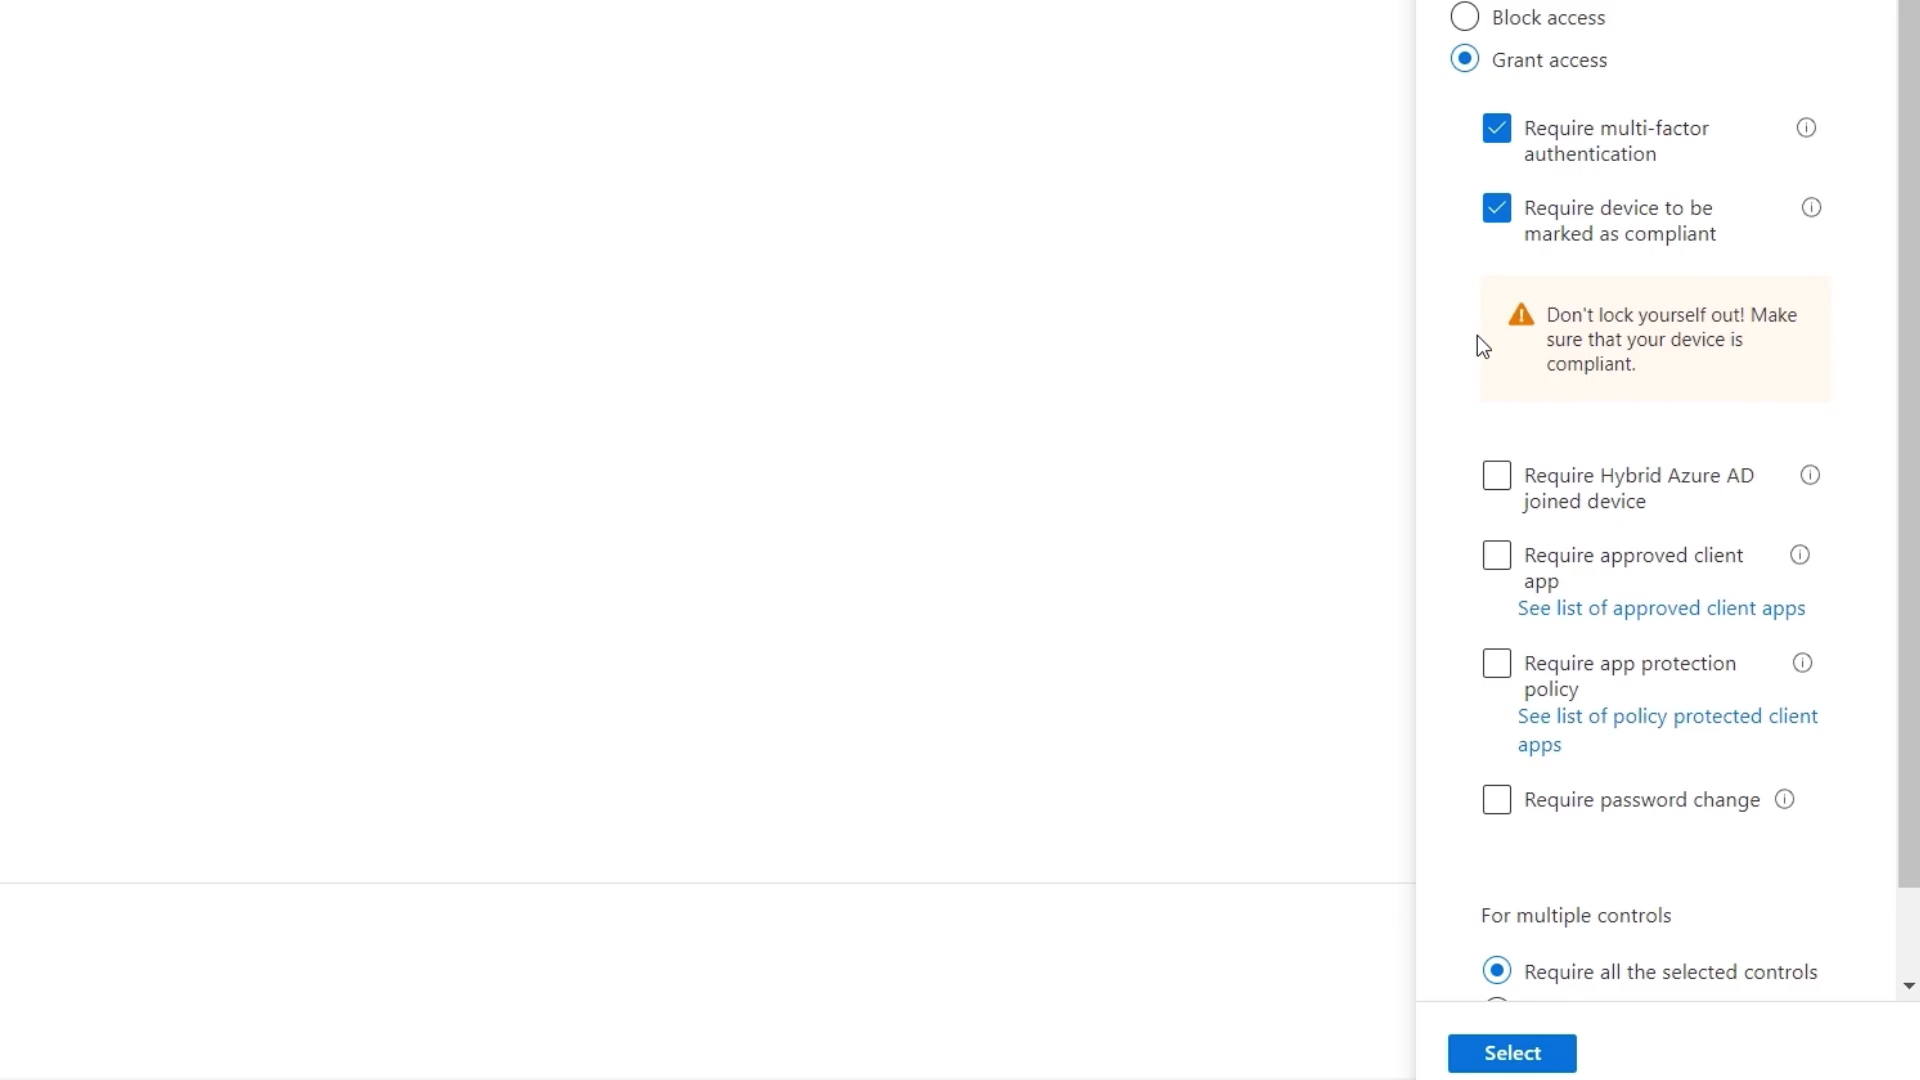 Block access
Grant access
Require multi-factor
authentication
Require device to be
marked as compliant
Don't lock yourself out! Make
sure that your device is
compliant.
Require Hybrid Azure AD
joined device
Require approved client
app
See list of approved client apps
Require app protection
policy
See list of policy protected client
apps
Require password change
For multiple controls
Require all the selected controls
Select